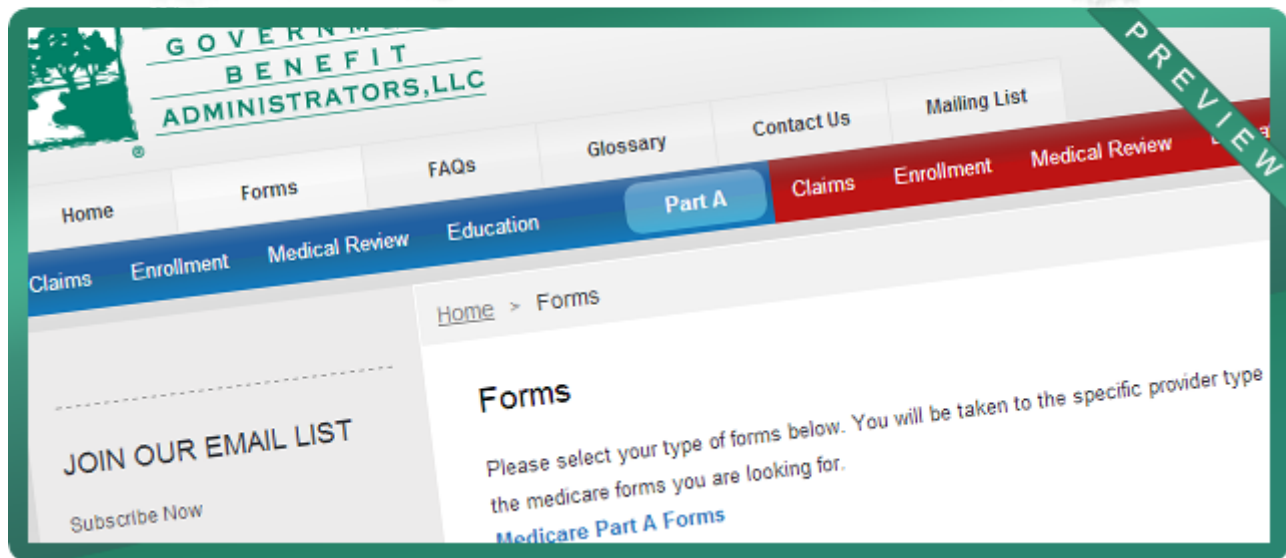 BENEFIT
ADMINISTRATORS,LLC
PREVIEW
Home Forms FAQs Glossary Contact Us Mailing List
Claims Enrollment Medical Review Education Part A Claims Enrollment Medical Review
Home > Forms
JOIN OUR EMAIL LIST
Subscribe Now
Forms
Please select your type of forms below. You will be taken to the specific provider type
the medicare forms you are looking for.
Medicare Part A Forms